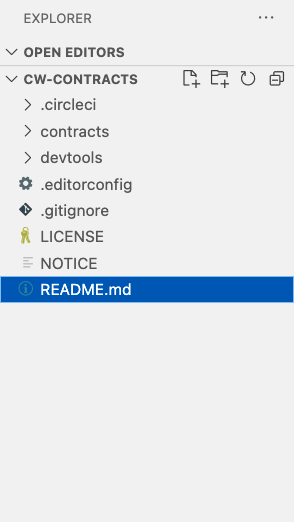 EXPLORER
OPEN EDITORS
CW-CONTRACTS
.circleci
contracts
devtools
.editorconfig
.gitignore
LICENSE
NOTICE
README.md